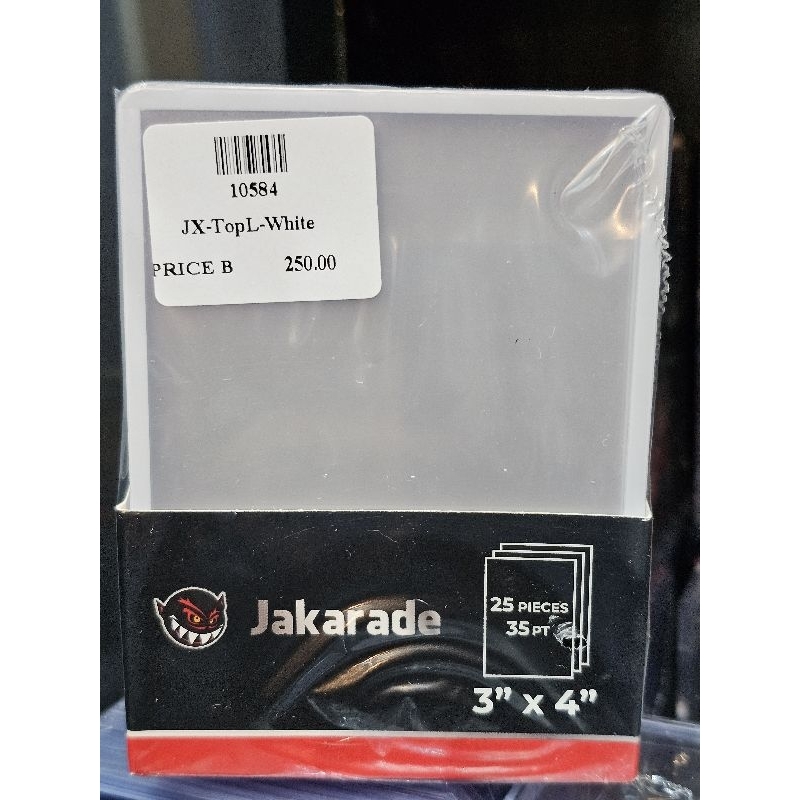 10584
JX-TopL-White
PRICE B 250.00
Jakarade
25 PIECES
35 PT
3” x 4”